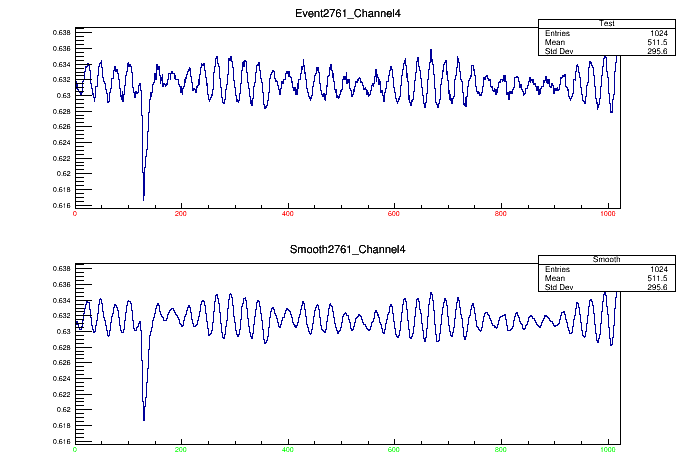 Event2761_Channel4
Test
Entries 1024
Mean 511.5
Std Dev 295.6
0.638
0.636
0.634
0.632
0.63
0.628
0.626
0.624
0.622
0.62
0.618
0.616
0 200 400 600 800 1000
Smooth2761_Channel4
Smooth
Entries 1024
Mean 511.5
Std Dev 295.6
0.638
0.636
0.634
0.632
0.63
0.628
0.626
0.624
0.622
0.62
0.618
0.616
0 200 400 600 800 1000